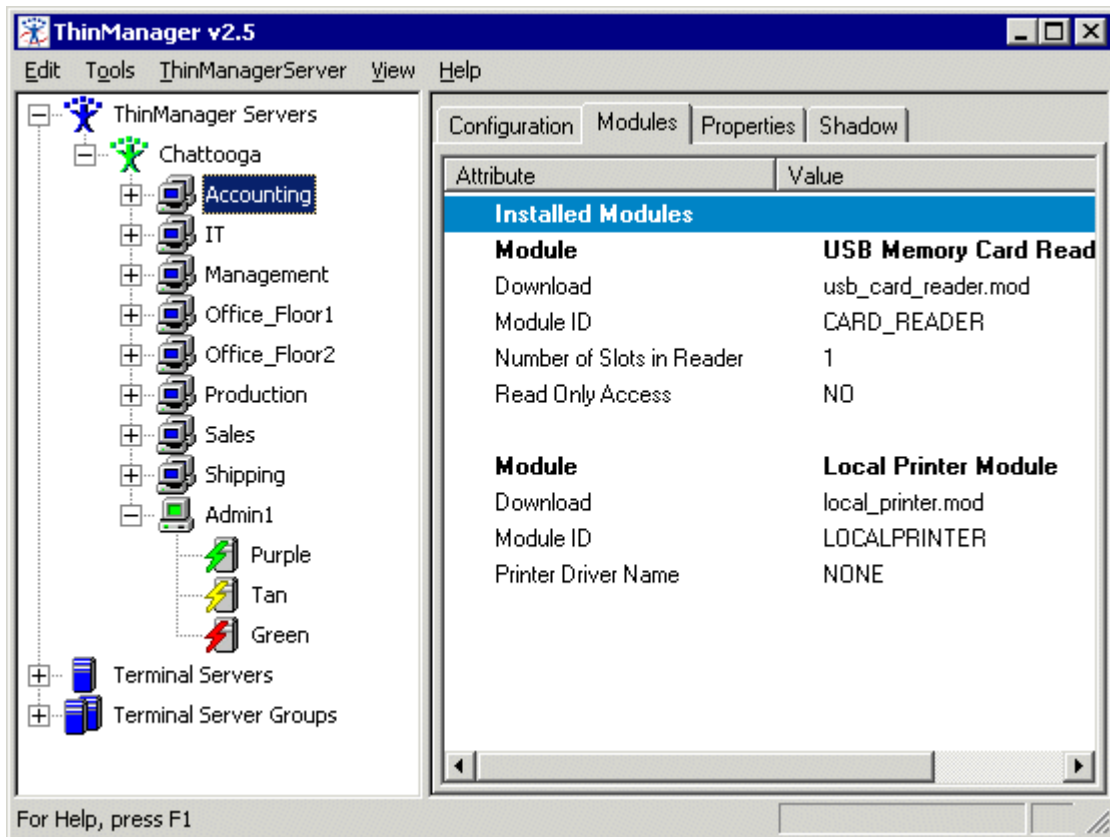 ThinManager v2.5
Edit Tools ThinManagerServer View Help
ThinManager Servers
Chattooga
Accounting
IT
Management
Office_Floor1
Office_Floor2
Production
Sales
Shipping
Admin1
Purple
Tan
Green
Terminal Servers
Terminal Server Groups
Configuration Modules Properties Shadow
Attribute Value
Installed Modules
Module USB Memory Card Read
Download usb_card_reader.mod
Module ID CARD_READER
Number of Slots in Reader 1
Read Only Access NO
Module Local Printer Module
Download local_printer.mod
Module ID LOCALPRINTER
Printer Driver Name NONE
For Help, press F1